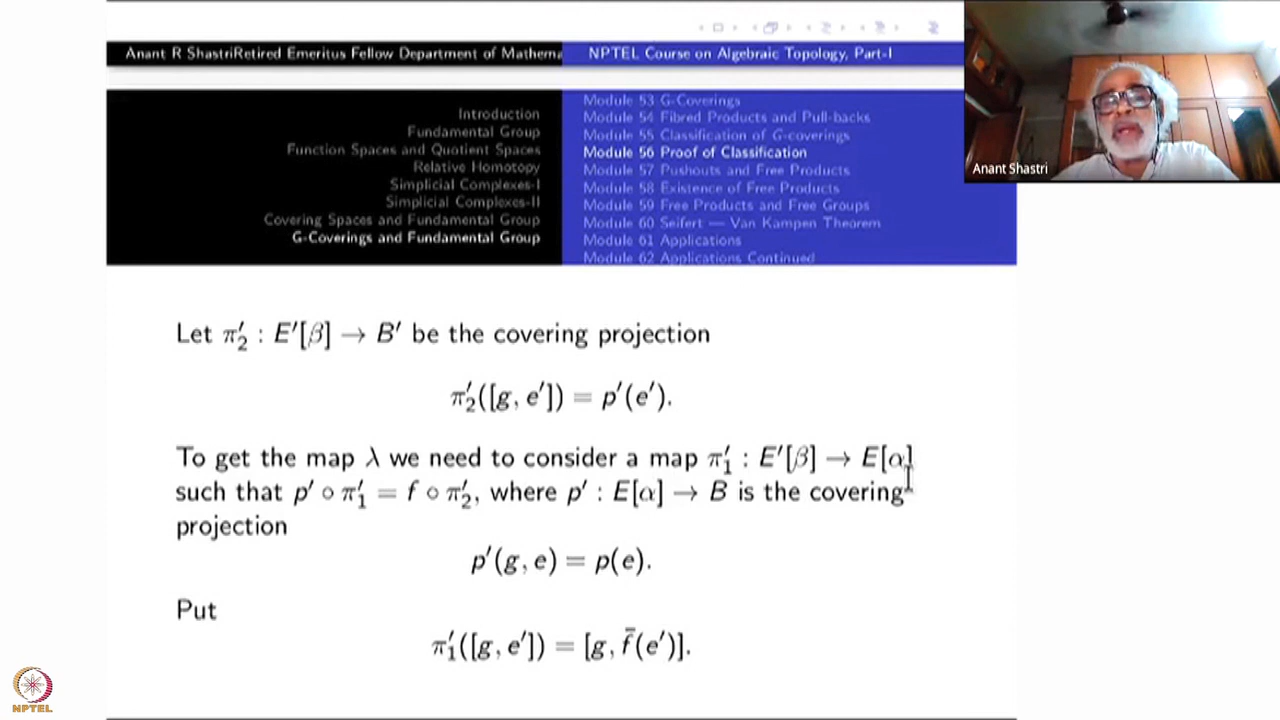 Anant R ShastriRetired Emeritus Fellow Department of Mathema
NPTEL Course on Algebraic Topology, Part-I
Introduction
Fundamental Group
Function Spaces and Quotient Spaces
Relative Homotopy
Simplicial Complexes-I
Simplicial Complexes-II
Covering Spaces and Fundamental Group
G-Coverings and Fundamental Group
Module 53 G-Coverings
Module 54 Fibred Products and Pull-backs
Module 55 Classification of G-coverings
Module 56 Proof of Classification
Module 57 Pushouts and Free Products
Module 58 Existence of Free Products
Module 59 Free Products and Free Groups
Module 60 Seifert — Van Kampen Theorem
Module 61 Applications
Module 62 Applications Continued
Anant Shastri
Let π′₂ : E′[β] → B′ be the covering projection
π′₂([g, e′]) = p′(e′).
To get the map λ we need to consider a map π′₁ : E′[β] → E[α]
such that p′ ∘ π′₁ = f ∘ π′₂, where p′ : E[α] → B is the covering
projection
p′(g, e) = p(e).
Put
π′₁([g, e′]) = [g, f̄(e′)].
NPTEL